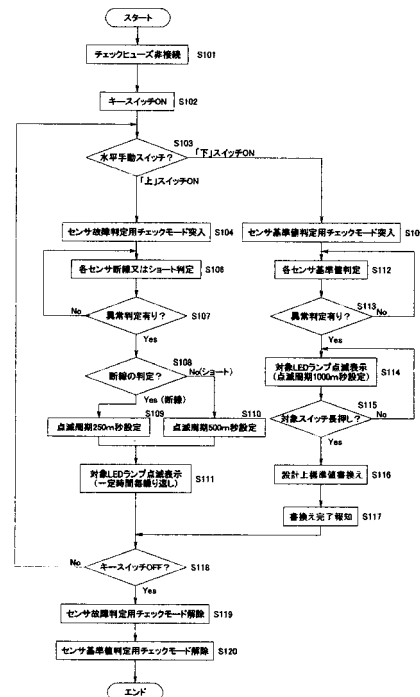 スタート
チェックヒューズ非接続 S101
キースイッチON S102
S103
水平手動スイッチ?
「下」スイッチON
「上」スイッチON
センサ故障判定用チェックモード突入 S104
センサ基準値判定用チェックモード突入 S10
各センサ断線又はショート判定 S106
各センサ基準値判定 S112
No 異常判定有り? S107
Yes
S113
異常判定有り? No
Yes
S108
断線の判定? No(ショート)
Yes (断線)
対象LEDランプ点滅表示
(点滅周期1000m秒設定) S114
S109
点滅周期250m秒設定
S110
点滅周期500m秒設定
S115
対象スイッチ長押し? No
Yes
対象LEDランプ点滅表示
(一定時間毎繰り返し) S111
設計上標準値書換え S116
書換え完了報知 S117
No キースイッチOFF? S118
Yes
センサ故障判定用チェックモード解除 S119
センサ基準値判定用チェックモード解除 S120
エンド